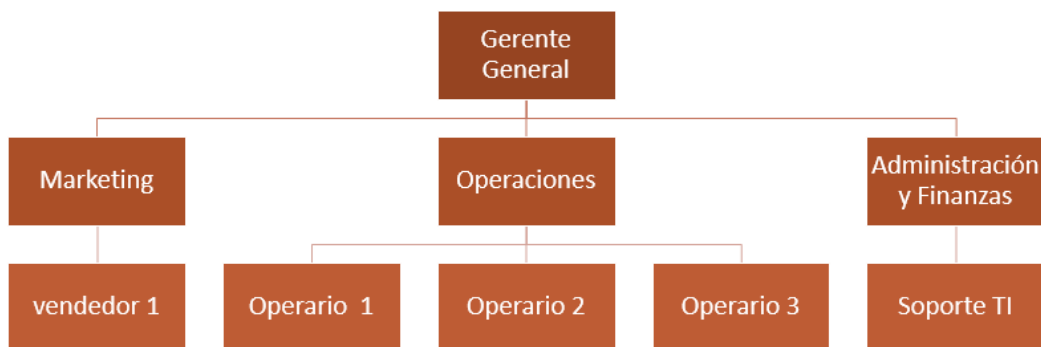 Gerente
General
Marketing
Operaciones
Administración
y Finanzas
vendedor 1
Operario 1
Operario 2
Operario 3
Soporte TI